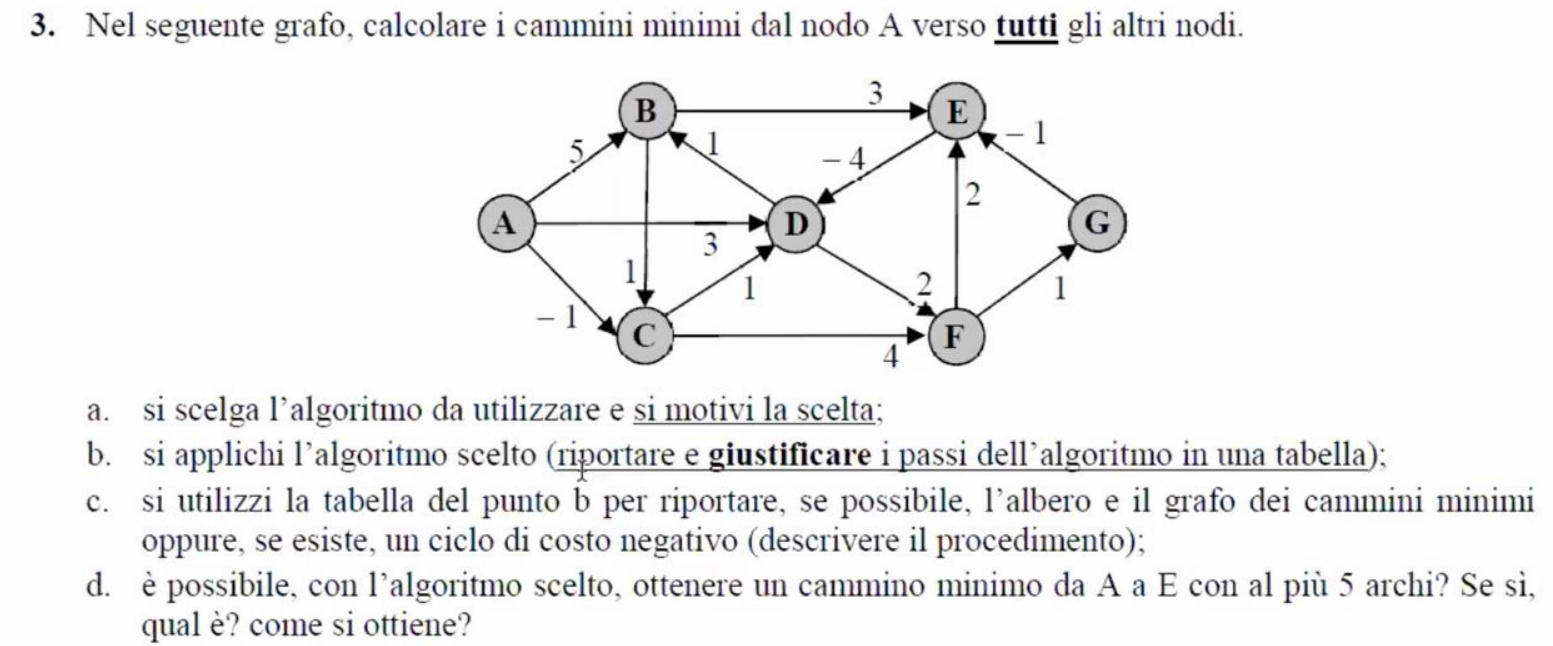 3. Nel seguente grafo, calcolare i cammini minimi dal nodo A verso tutti gli altri nodi.
3
B
E
– 1
5
1
– 4
2
A
D
G
3
1
2
1
1
– 1
C
F
4
a. si scelga l’algoritmo da utilizzare e si motivi la scelta;
b. si applichi l’algoritmo scelto (riportare e giustificare i passi dell’algoritmo in una tabella);
c. si utilizzi la tabella del punto b per riportare, se possibile, l’albero e il grafo dei cammini minimi
oppure, se esiste, un ciclo di costo negativo (descrivere il procedimento);
d. è possibile, con l’algoritmo scelto, ottenere un cammino minimo da A a E con al più 5 archi? Se sì,
qual è? come si ottiene?